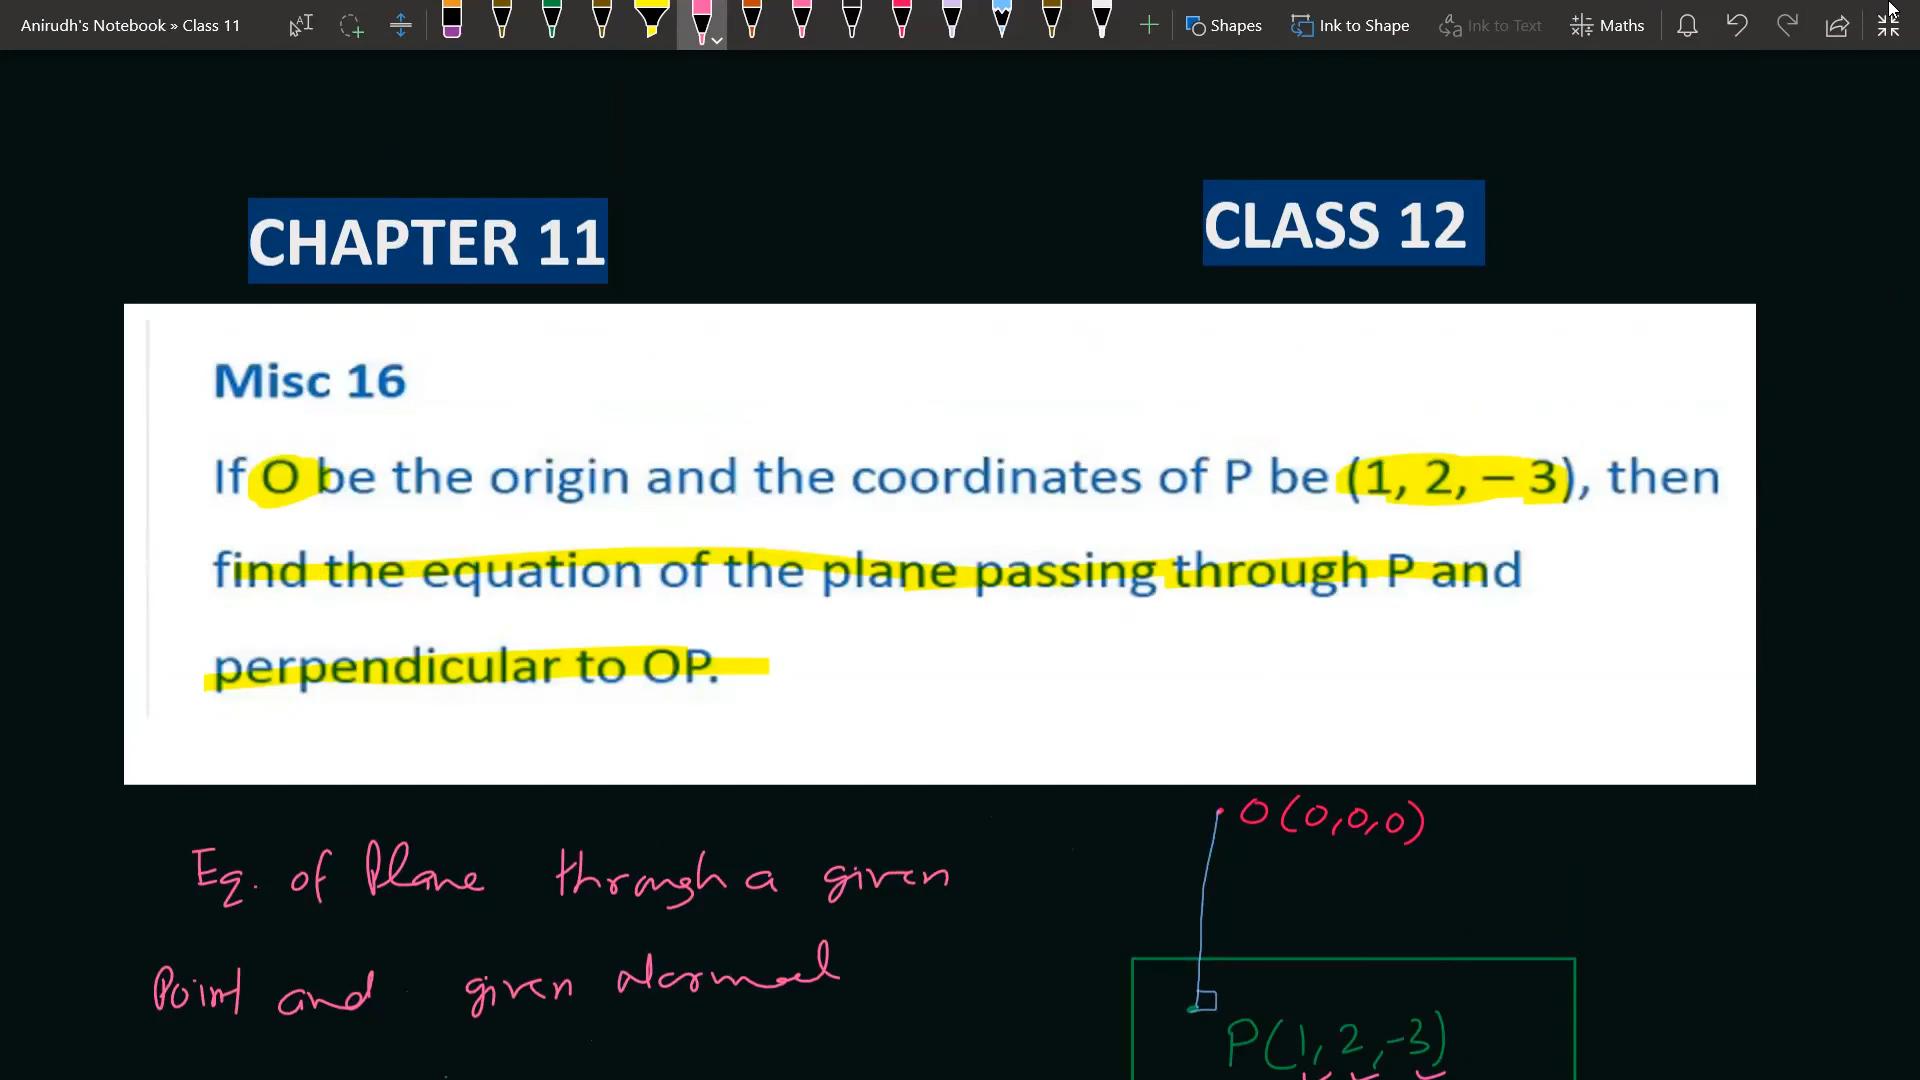 Anirudh's Notebook » Class 11
Shapes
Ink to Shape
Ink to Text
Maths
CHAPTER 11
CLASS 12
Misc 16
If O be the origin and the coordinates of P be (1, 2, – 3), then
find the equation of the plane passing through P and
perpendicular to OP.
O(0,0,0)
Eq. of Plane through a given
Point and given Normal
P(1, 2, -3)